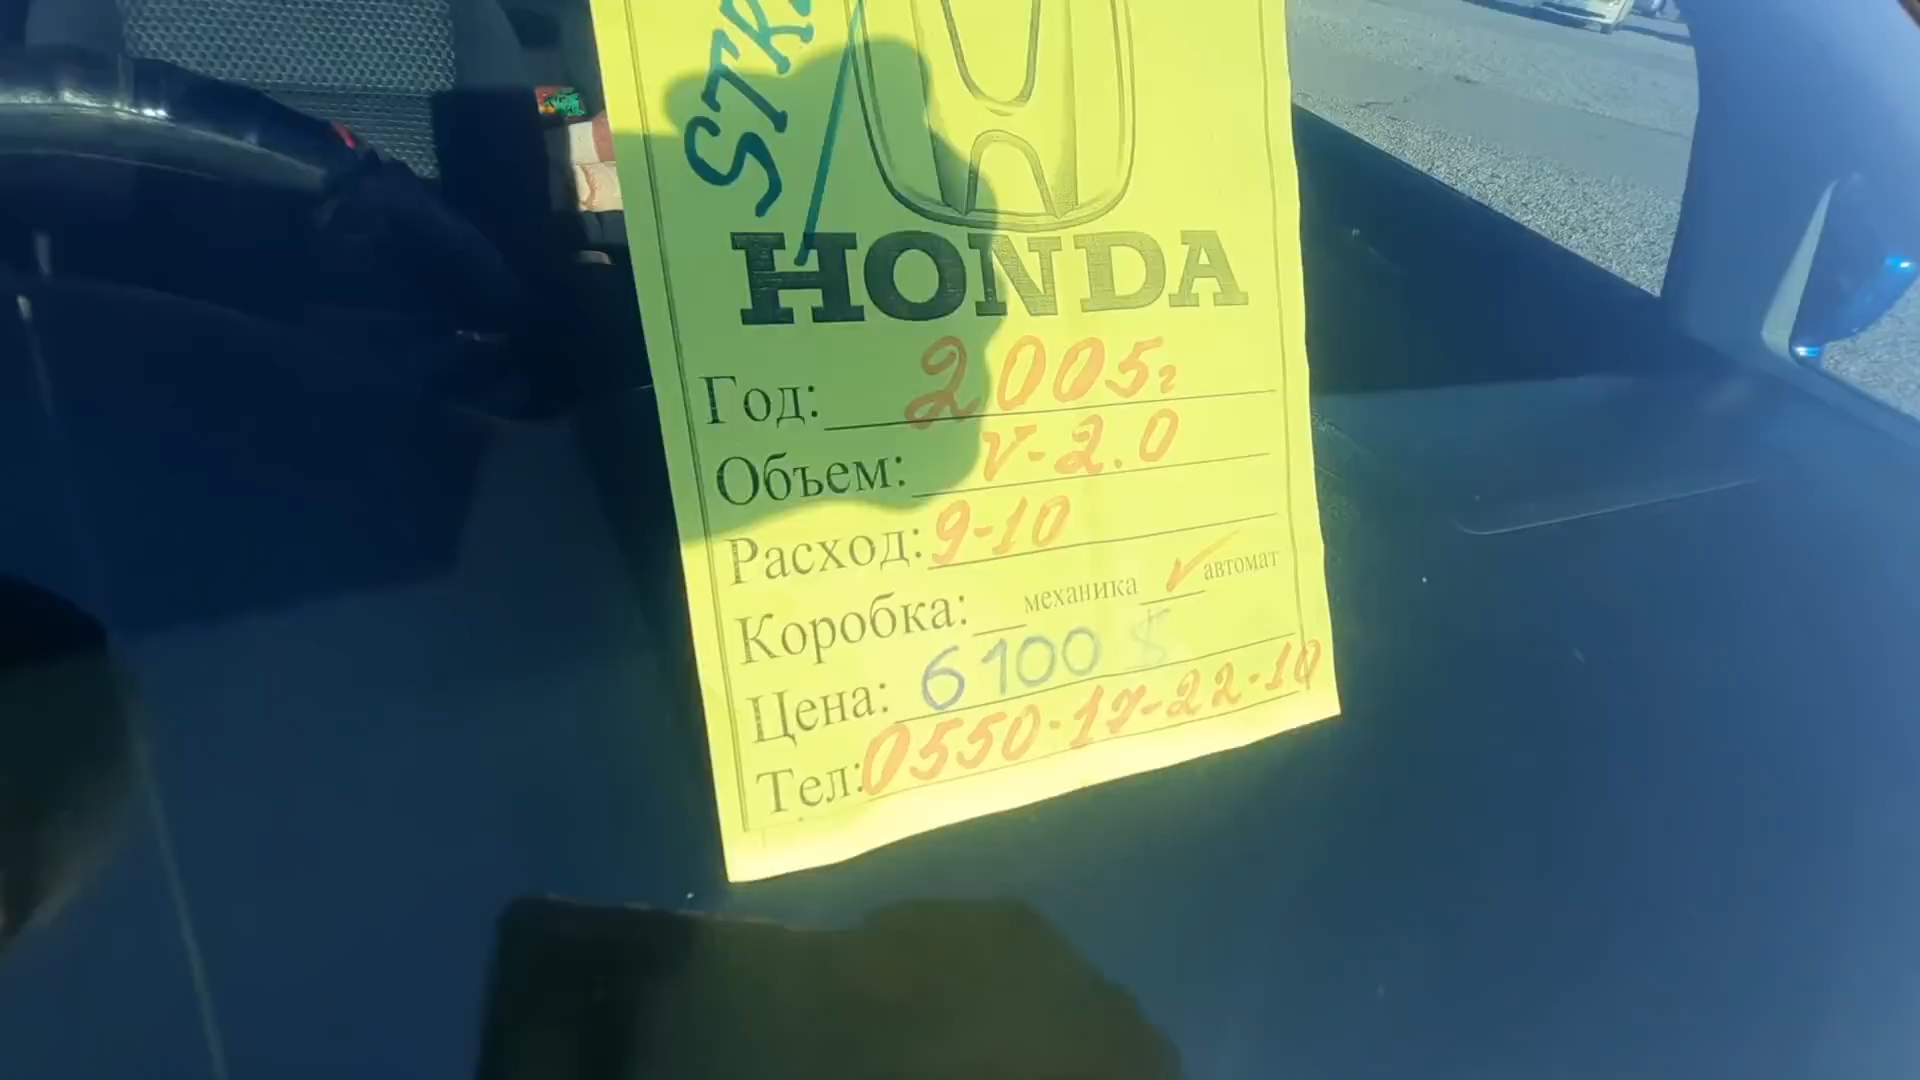 HONDA
Год: 2005г
Объем: V-2.0
Расход: 9-10
Коробка: механика ✓ автомат
Цена: 6100 $
Тел: 0550-17-22-10